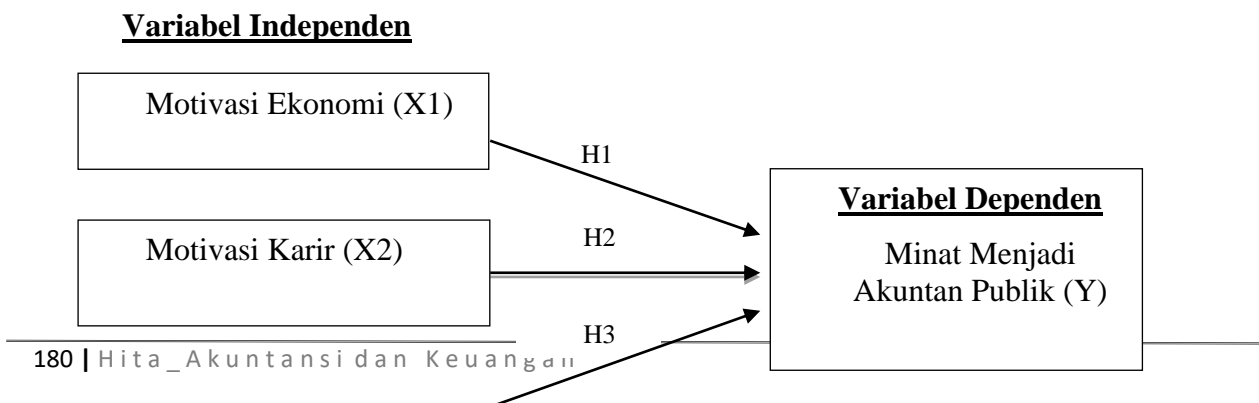 Variabel Independen
Motivasi Ekonomi (X1)
H1
Variabel Dependen
Motivasi Karir (X2)
H2
Minat Menjadi
Akuntan Publik (Y)
H3
180 | Hita_Akuntansi dan Keuangan